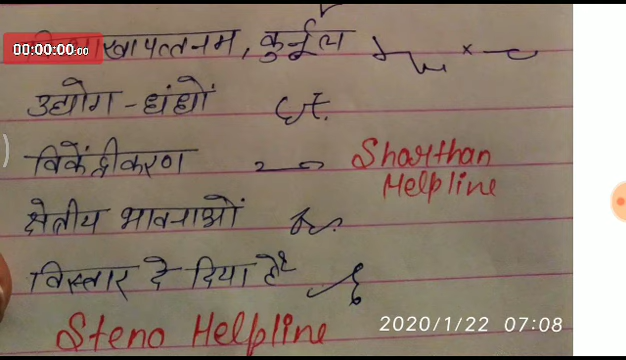 00:00:00:00
विशाखापत्तनम, कुर्नूल
उद्योग-धंधों
विकेंद्रीकरण
Sharthan
Helpline
क्षेत्रीय भावनाओं
विस्तार दे दिया है
Steno Helpline
2020/1/22 07:08